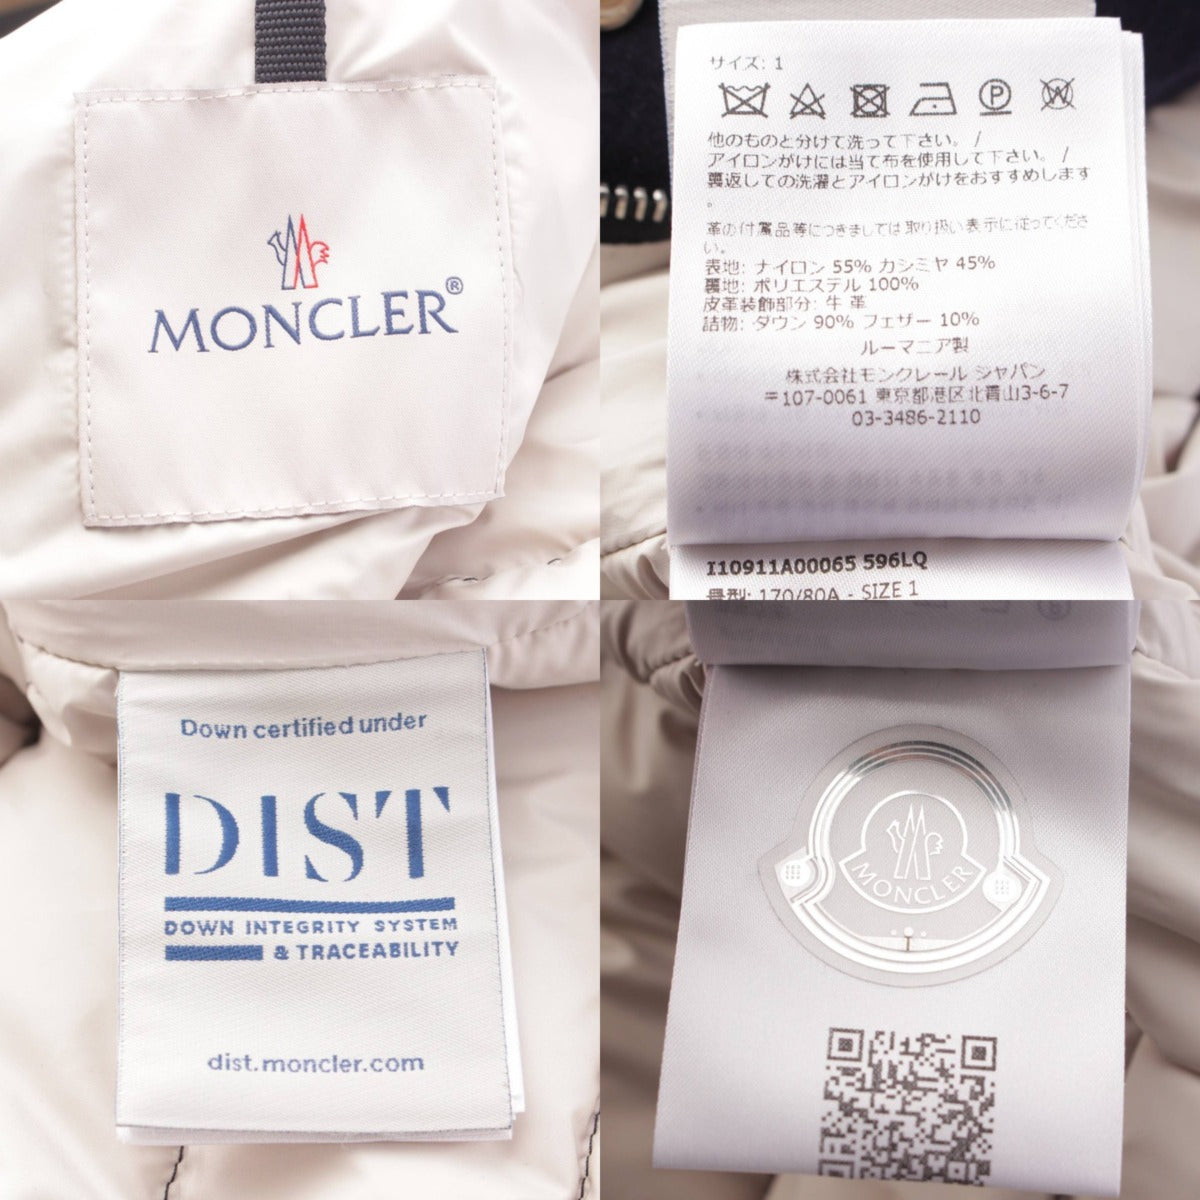 MONCLER®
サイズ: 1
他のものと分けて洗って下さい。 /
アイロンがけには当て布を使用して下さい。 /
裏返しての洗濯とアイロンがけをおすすめします
。
革の付属品等につきましては取り扱い表示に従ってくださ
い。
表地: ナイロン 55% カシミヤ 45%
裏地: ポリエステル 100%
皮革装飾部分: 牛 革
詰物: ダウン 90% フェザー 10%
ルーマニア製
株式会社モンクレール ジャパン
〒107-0061 東京都港区北青山3-6-7
03-3486-2110
I10911A00065 596LQ
号型: 170/80A - SIZE 1
Down certified under
DIST
DOWN INTEGRITY SYSTEM
& TRACEABILITY
dist.moncler.com
MONCLER